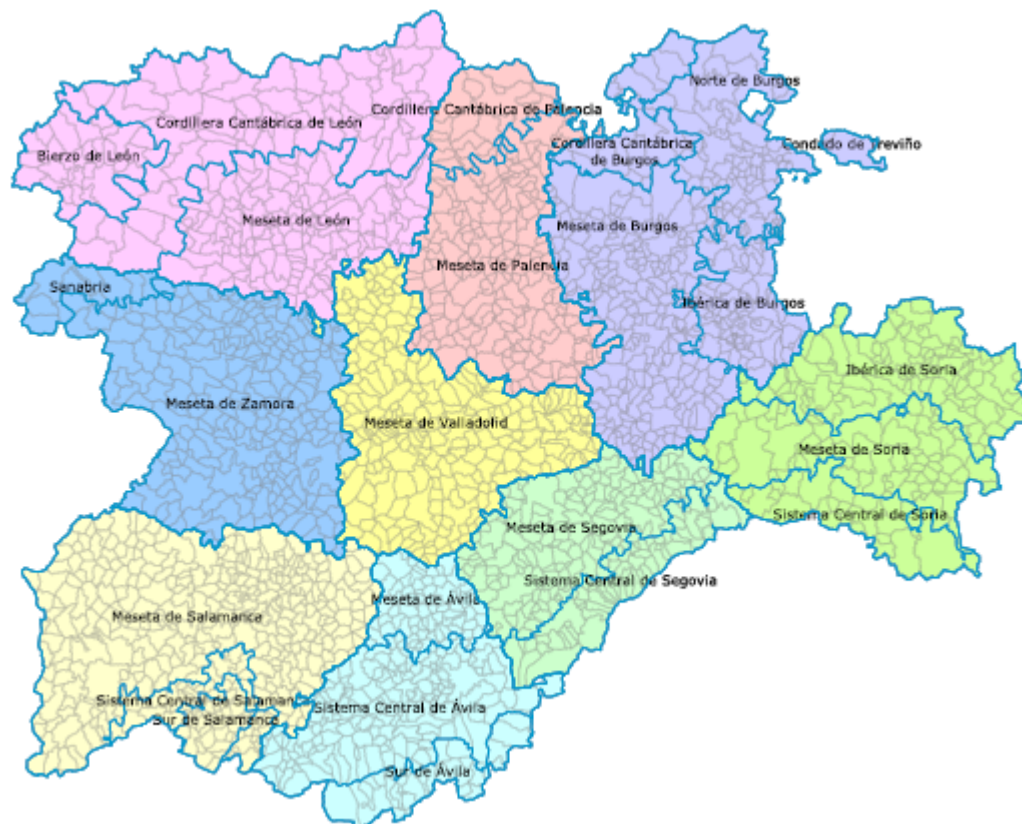 Norte de Burgos
Cordillera Cantábrica de Palencia
Cordillera Cantábrica de León
Cordillera Cantábrica
de Burgos
Condado de Treviño
Bierzo de León
Meseta de León
Meseta de Burgos
Meseta de Palencia
Sanabria
Ibérica de Burgos
Ibérica de Soria
Meseta de Zamora
Meseta de Valladolid
Meseta de Soria
Sistema Central de Soria
Meseta de Segovia
Sistema Central de Segovia
Meseta de Ávila
Meseta de Salamanca
Sistema Central de Salamanca
Sistema Central de Ávila
Sur de Salamanca
Sur de Ávila